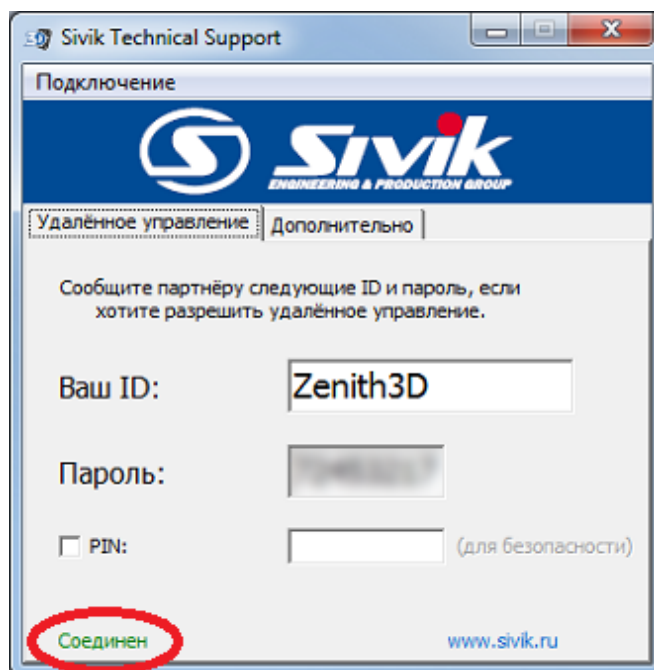 Sivik Technical Support
Подключение
Sivik
ENGINEERING & PRODUCTION GROUP
Удалённое управление Дополнительно
Сообщите партнёру следующие ID и пароль, если
хотите разрешить удалённое управление.
Ваш ID: Zenith3D
Пароль:
PIN: (для безопасности)
Соединен www.sivik.ru